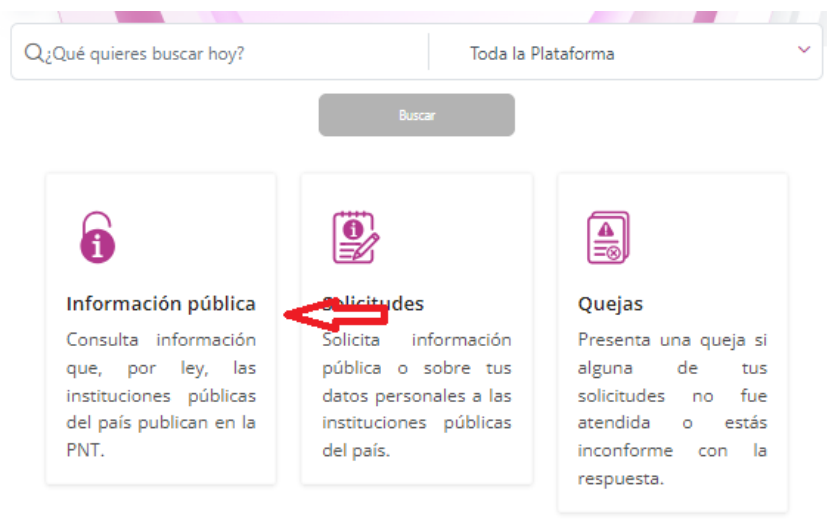 ¿Qué quieres buscar hoy?
Toda la Plataforma
Buscar
Información pública
Consulta información
que, por ley, las
instituciones públicas
del país publican en la
PNT.
Solicitudes
Solicita información
pública o sobre tus
datos personales a las
instituciones públicas
del país.
Quejas
Presenta una queja si
alguna de tus
solicitudes no fue
atendida o estás
inconforme con la
respuesta.